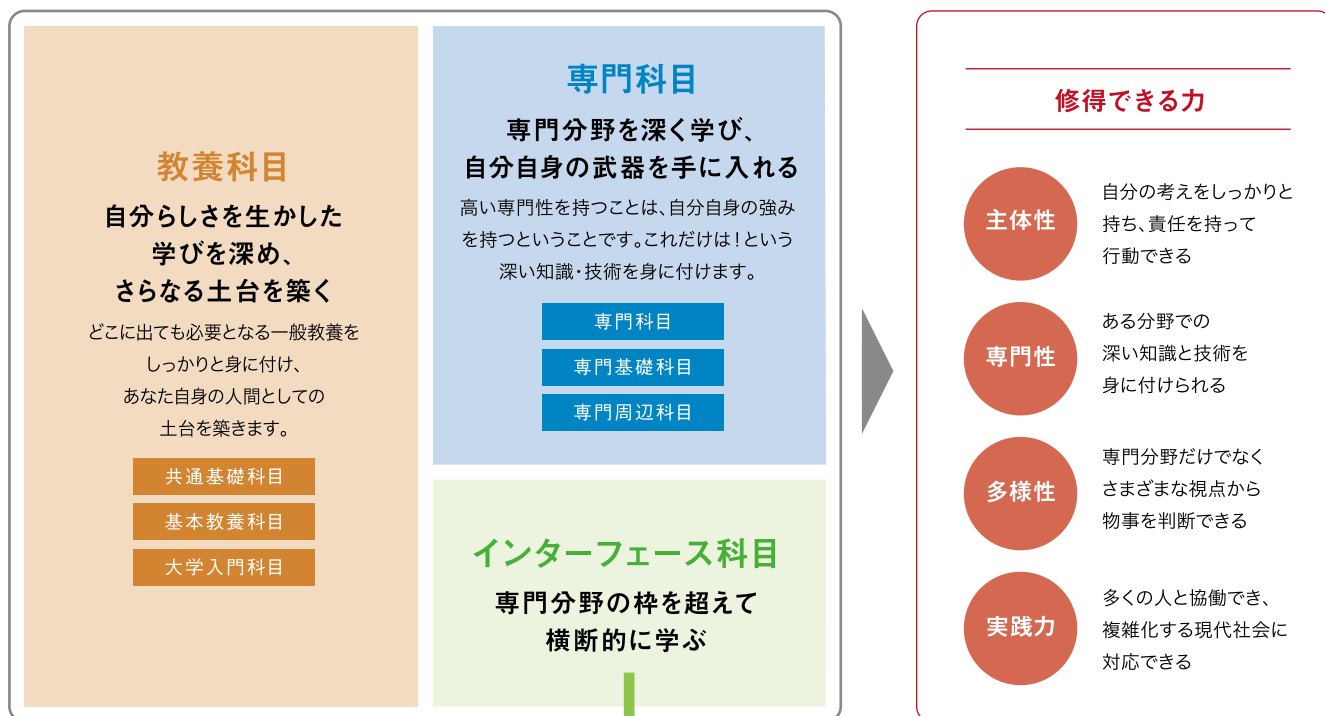 教養科目
自分らしさを生かした
学びを深め、
さらなる土台を築く
どこに出ても必要となる一般教養を
しっかりと身に付け、
あなた自身の人間としての
土台を築きます。
共通基礎科目
基本教養科目
大学入門科目
専門科目
専門分野を深く学び、
自分自身の武器を手に入れる
高い専門性を持つことは、自分自身の強み
を持つということです。これだけは！という
深い知識・技術を身に付けます。
専門科目
専門基礎科目
専門周辺科目
インターフェース科目
専門分野の枠を超えて
横断的に学ぶ
修得できる力
主体性
自分の考えをしっかりと
持ち、責任を持って
行動できる
専門性
ある分野での
深い知識と技術を
身に付けられる
多様性
専門分野だけでなく
さまざまな視点から
物事を判断できる
実践力
多くの人と協働でき、
複雑化する現代社会に
対応できる